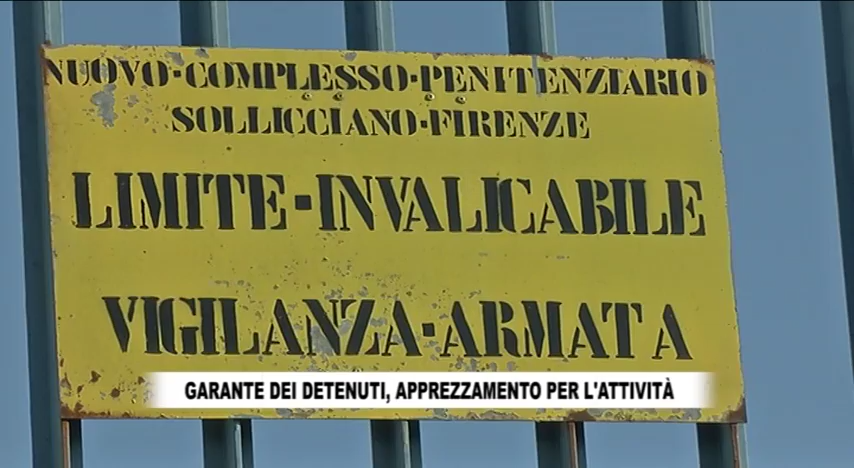 NUOVO-COMPLESSO-PENITENZIARIO
SOLLICCIANO-FIRENZE
LIMITE-INVALICABILE
VIGILANZA-ARMATA
GARANTE DEI DETENUTI, APPREZZAMENTO PER L'ATTIVITÀ